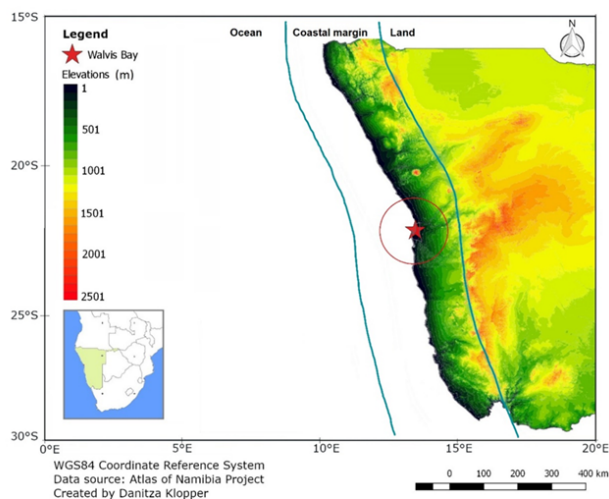 15°S
Legend
Walvis Bay
Elevations (m)
1
501
1001
1501
2001
2501
Ocean
Coastal margin
Land
N
20°S
25°S
30°S
0°E
5°E
10°E
15°E
20°E
WGS84 Coordinate Reference System
Data source: Atlas of Namibia Project
Created by Danitza Klopper
0 100 200 300 400 km